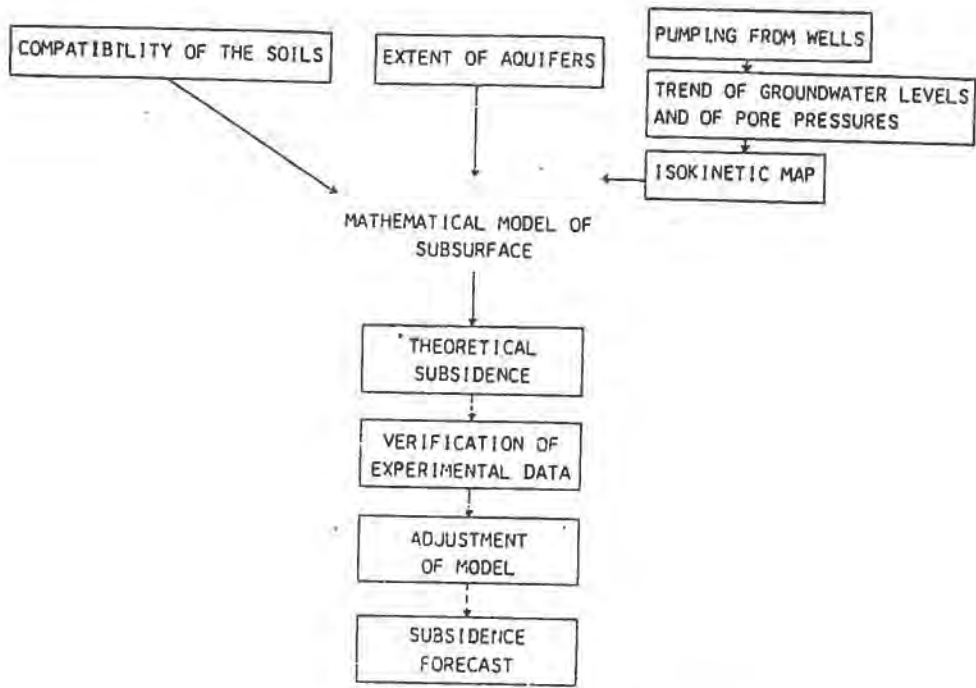 COMPATIBILITY OF THE SOILS
EXTENT OF AQUIFERS
PUMPING FROM WELLS
TREND OF GROUNDWATER LEVELS
AND OF PORE PRESSURES
ISOKINETIC MAP
MATHEMATICAL MODEL OF
SUBSURFACE
THEORETICAL
SUBSIDENCE
VERIFICATION OF
EXPERIMENTAL DATA
ADJUSTMENT
OF MODEL
SUBSIDENCE
FORECAST